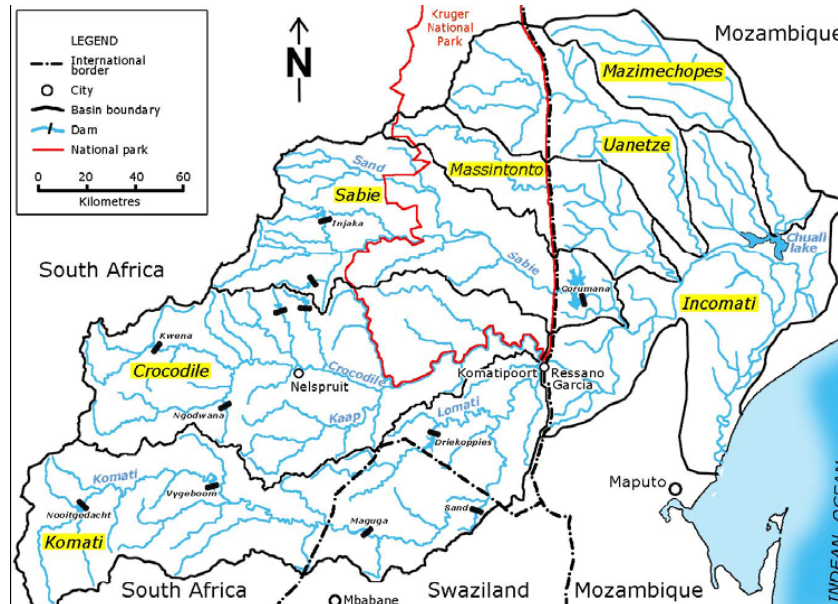 LEGEND
International
border
City
Basin boundary
Dam
National park
0 20 40 60
Kilometres
N
Kruger
National
Park
Mozambique
Mazimechopes
Uanetze
Massintonto
Sand
Sabie
Injaka
South Africa
Sabie
Chuali
lake
Corumana
Incomati
Kwena
Crocodile
Nelspruit
Crocodile
Komatipoort
Ressano
Garcia
Ngodwana
Kaap
Lomati
Driekoppies
Komati
Vygeboom
Nooitgedacht
Maputo
Sand
Maguga
Komati
South Africa
Swaziland
Mozambique
Mbabane
INDEAN OCEAN